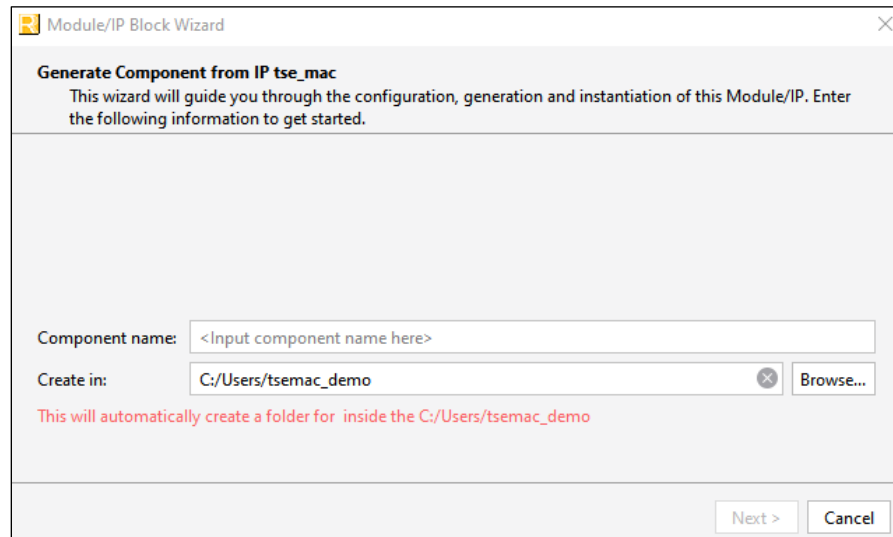 Module/IP Block Wizard
Generate Component from IP tse_mac
This wizard will guide you through the configuration, generation and instantiation of this Module/IP. Enter
the following information to get started.
Component name: <Input component name here>
Create in: C:/Users/tsemac_demo Browse...
This will automatically create a folder for  inside the C:/Users/tsemac_demo
Next > Cancel